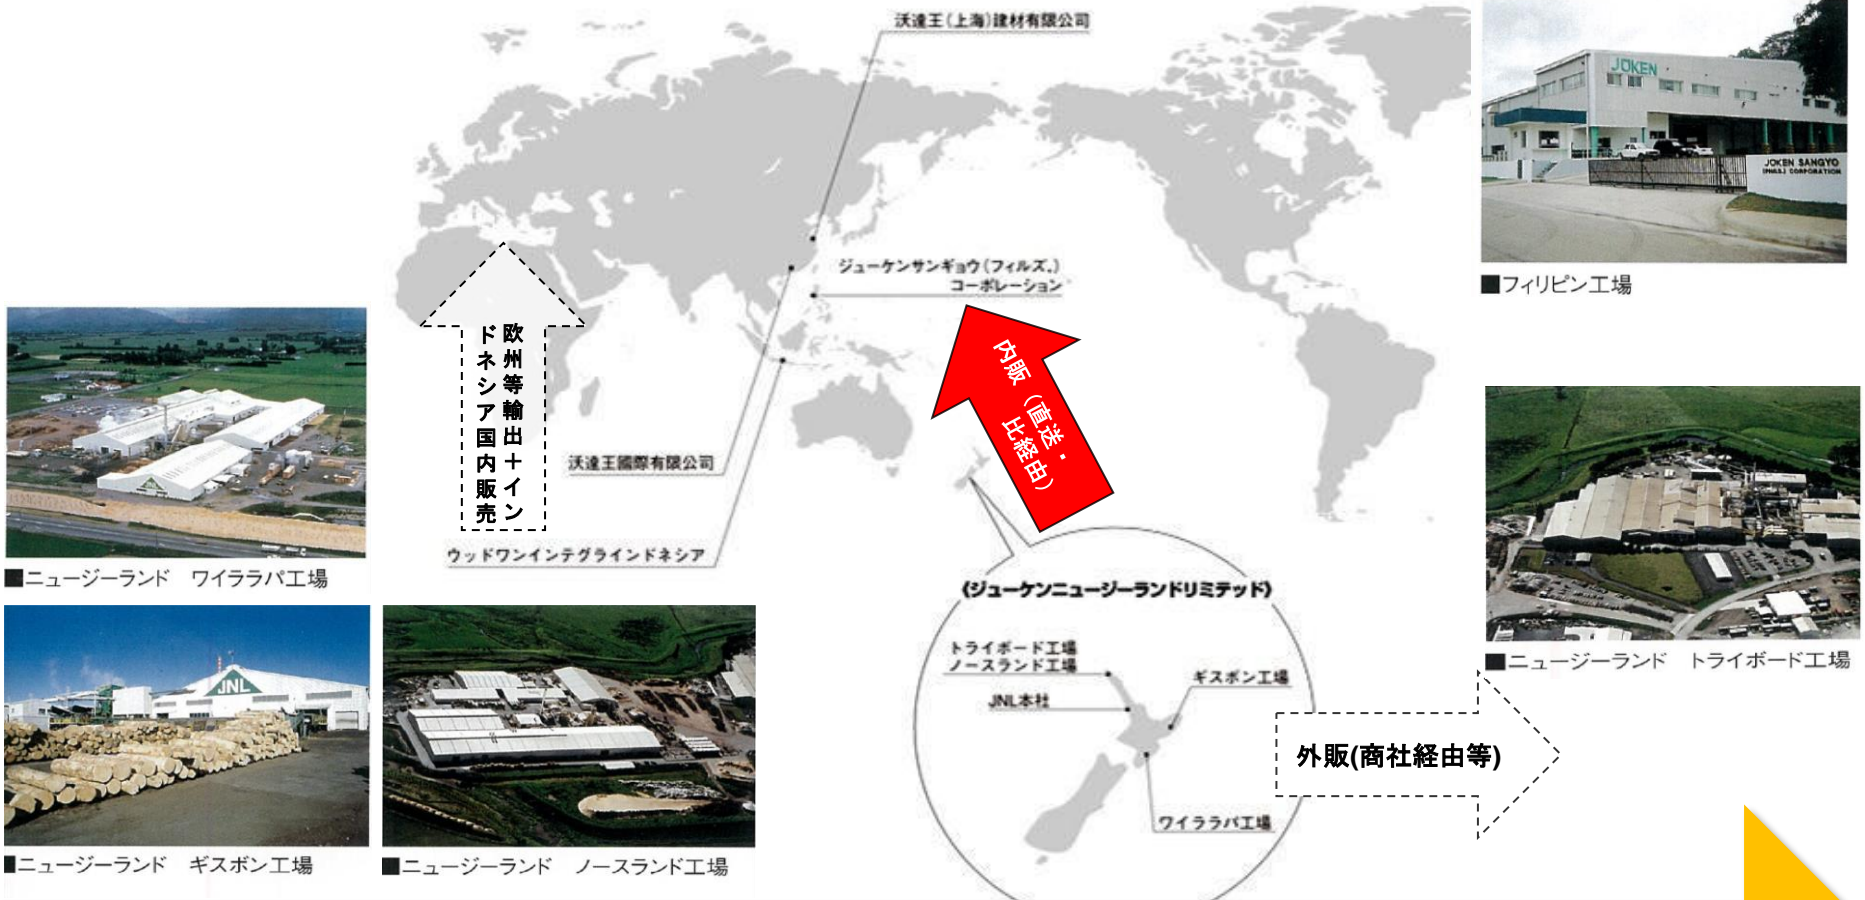 沃達王(上海)建材有限公司
JOKEN
JOKEN SANGYO
(PHILS.) CORPORATION
■フィリピン工場
ジューケンサンギョウ(フィルズ.)
コーポレーション
欧州等輸出+イン
ドネシア国内販売
内販(直送・
比経由)
■ニュージーランド ワイララパ工場
沃達王國際有限公司
ウッドワンインテグラインドネシア
《ジューケンニュージーランドリミテッド》
トライボード工場
ノースランド工場
JNL本社
ギスボン工場
ワイララパ工場
■ニュージーランド トライボード工場
外販(商社経由等)
JNL
■ニュージーランド ギスボン工場
■ニュージーランド ノースランド工場